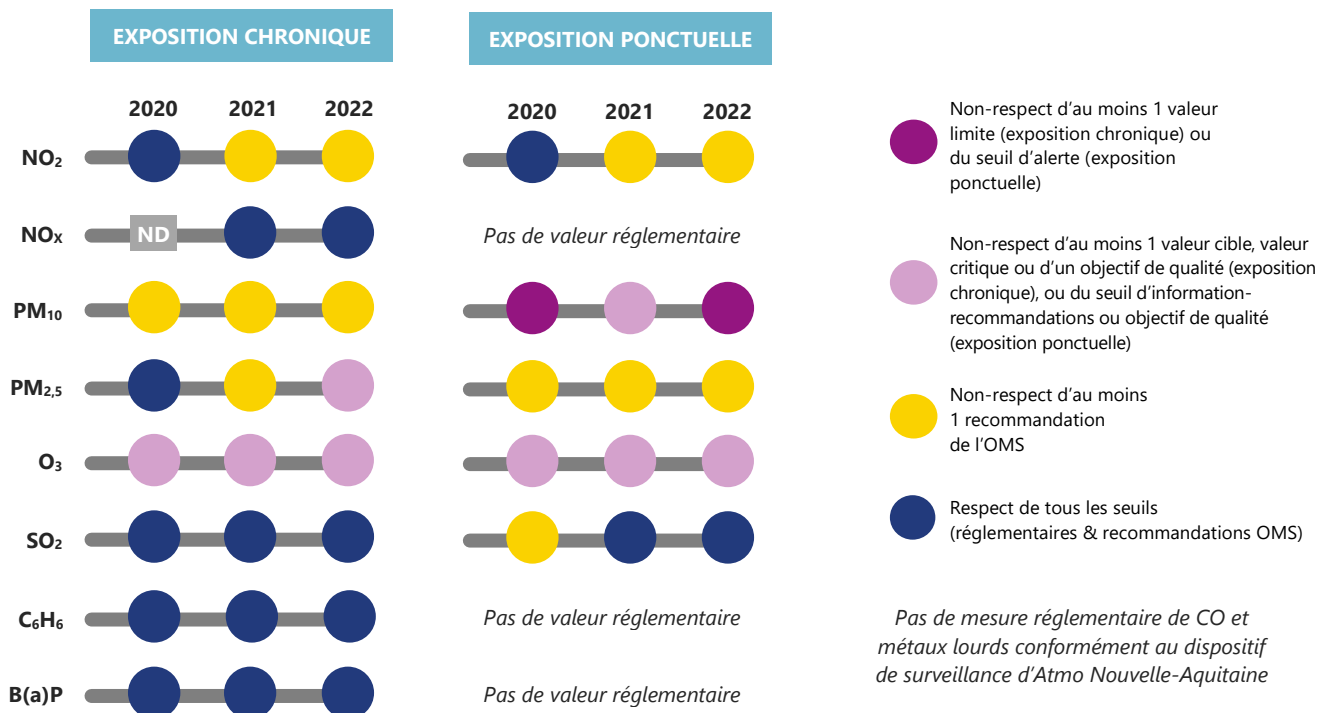 EXPOSITION CHRONIQUE
EXPOSITION PONCTUELLE
2020 2021 2022
2020 2021 2022
NO₂
NOₓ
ND
Pas de valeur réglementaire
PM₁₀
PM₂,₅
O₃
SO₂
C₆H₆
Pas de valeur réglementaire
B(a)P
Pas de valeur réglementaire
Non-respect d'au moins 1 valeur
limite (exposition chronique) ou
du seuil d'alerte (exposition
ponctuelle)
Non-respect d'au moins 1 valeur cible, valeur
critique ou d'un objectif de qualité (exposition
chronique), ou du seuil d'information-
recommandations ou objectif de qualité
(exposition ponctuelle)
Non-respect d'au moins
1 recommandation
de l'OMS
Respect de tous les seuils
(réglementaires & recommandations OMS)
Pas de mesure réglementaire de CO et
métaux lourds conformément au dispositif
de surveillance d'Atmo Nouvelle-Aquitaine